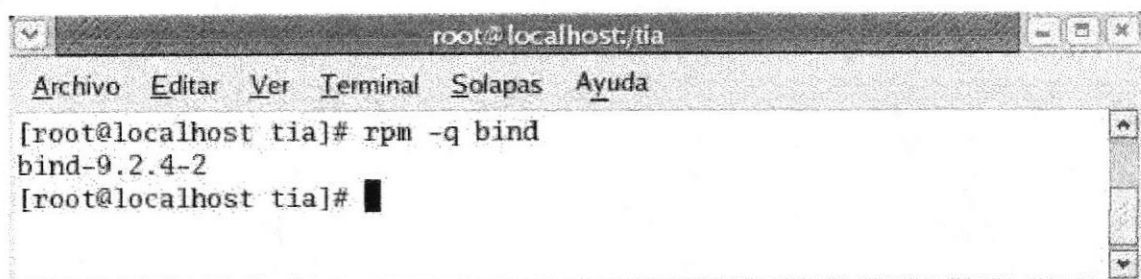 root@localhost:/tia
Archivo Editar Ver Terminal Solapas Ayuda
[root@localhost tia]# rpm -q bind
bind-9.2.4-2
[root@localhost tia]#